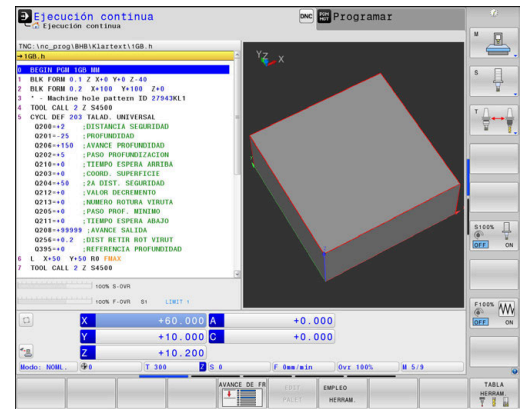 Ejecución continua
Ejecución continua
DNC
Programar
TNC:\nc_prog\BHB\Klartext\1GB.h
→1GB.h
0 BEGIN PGM 1GB MM
1 BLK FORM 0.1 Z X+0 Y+0 Z-40
2 BLK FORM 0.2 X+100 Y+100 Z+0
3 * - Machine hole pattern ID 27943KL1
4 TOOL CALL 2 Z S4500
5 CYCL DEF 203 TALAD. UNIVERSAL
Q200=+2 ;DISTANCIA SEGURIDAD
Q201=-25 ;PROFUNDIDAD
Q206=+150 ;AVANCE PROFUNDIDAD
Q202=+5 ;PASO PROFUNDIZACION
Q210=+0 ;TIEMPO ESPERA ARRIBA
Q203=+0 ;COORD. SUPERFICIE
Q204=+50 ;2A DIST. SEGURIDAD
Q212=+0 ;VALOR DECREMENTO
Q213=+0 ;NUMERO ROTURA VIRUTA
Q205=+0 ;PASO PROF. MINIMO
Q211=+0 ;TIEMPO ESPERA ABAJO
Q208=+99999 ;AVANCE SALIDA
Q256=+0.2 ;DIST RETIR ROT VIRUT
Q395=+0 ;REFERENCIA PROFUNDIDAD
6 L X+50 Y+50 R0 FMAX
7 TOOL CALL 2 Z S4500
Y Z X
M
S
T
S100%
OFF ON
F100%
OFF ON
100% S-OVR
100% F-OVR S1 LIMIT 1
X +60.000 A +0.000
Y +10.000 C +0.000
Z +10.200
Modo: NOML. 0 T 300 Z S 0 F 0mm/min Ovr 100% M 5/9
AVANCE DE FR
EMPLEO
HERRAM.
TABLA
HERRAM.